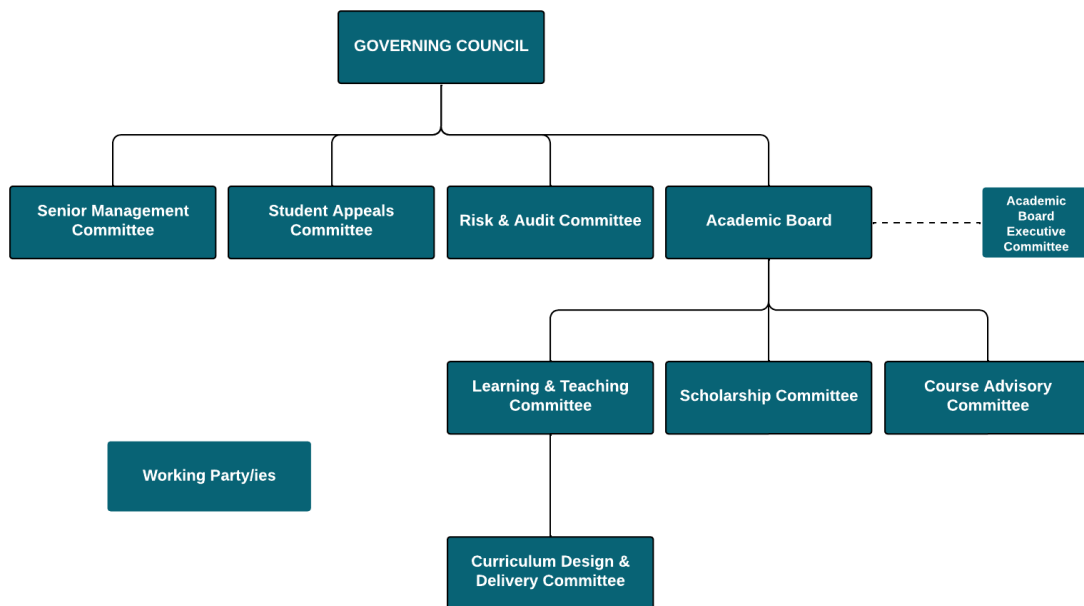 GOVERNING COUNCIL
Senior Management
Committee
Student Appeals
Committee
Risk & Audit Committee
Academic Board
Academic
Board
Executive
Committee
Learning & Teaching
Committee
Scholarship Committee
Course Advisory
Committee
Working Party/ies
Curriculum Design &
Delivery Committee